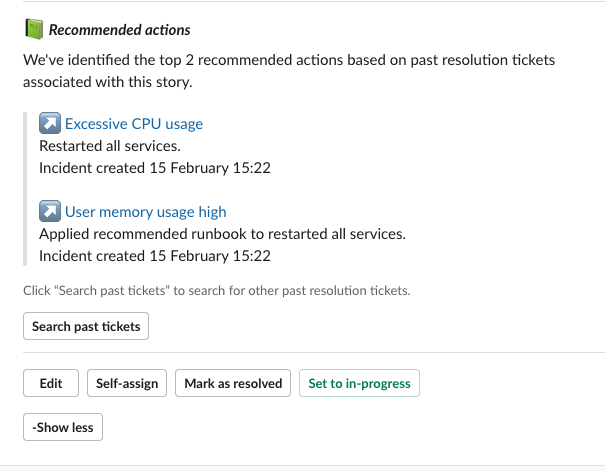 Recommended actions
We've identified the top 2 recommended actions based on past resolution tickets
associated with this story.
Excessive CPU usage
Restarted all services.
Incident created 15 February 15:22
User memory usage high
Applied recommended runbook to restarted all services.
Incident created 15 February 15:22
Click “Search past tickets” to search for other past resolution tickets.
Search past tickets
Edit Self-assign Mark as resolved Set to in-progress
-Show less